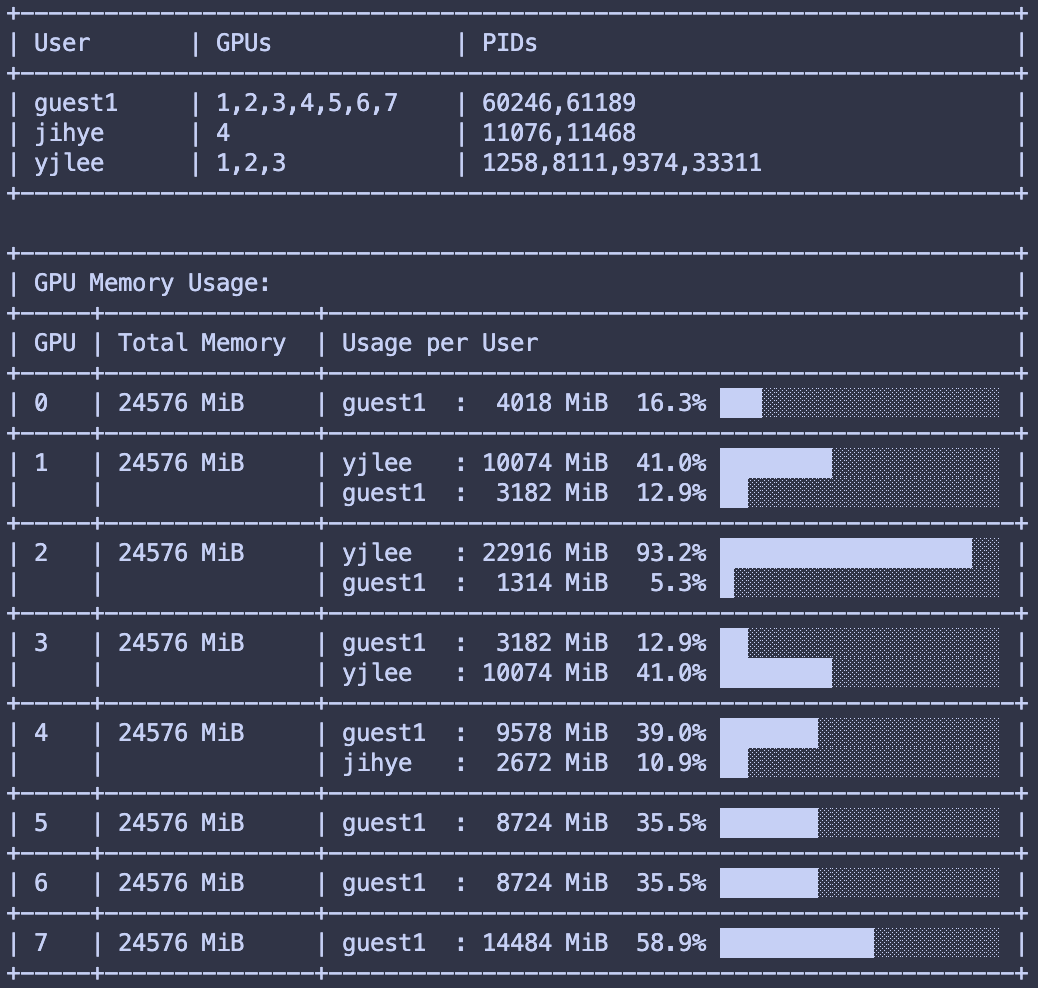 User | GPUs | PIDs
guest1 | 1,2,3,4,5,6,7 | 60246,61189
jihye | 4 | 11076,11468
yjlee | 1,2,3 | 1258,8111,9374,33311
GPU Memory Usage:
GPU | Total Memory | Usage per User
0 | 24576 MiB | guest1 : 4018 MiB 16.3%
1 | 24576 MiB | yjlee : 10074 MiB 41.0%
guest1 : 3182 MiB 12.9%
2 | 24576 MiB | yjlee : 22916 MiB 93.2%
guest1 : 1314 MiB 5.3%
3 | 24576 MiB | guest1 : 3182 MiB 12.9%
yjlee : 10074 MiB 41.0%
4 | 24576 MiB | guest1 : 9578 MiB 39.0%
jihye : 2672 MiB 10.9%
5 | 24576 MiB | guest1 : 8724 MiB 35.5%
6 | 24576 MiB | guest1 : 8724 MiB 35.5%
7 | 24576 MiB | guest1 : 14484 MiB 58.9%